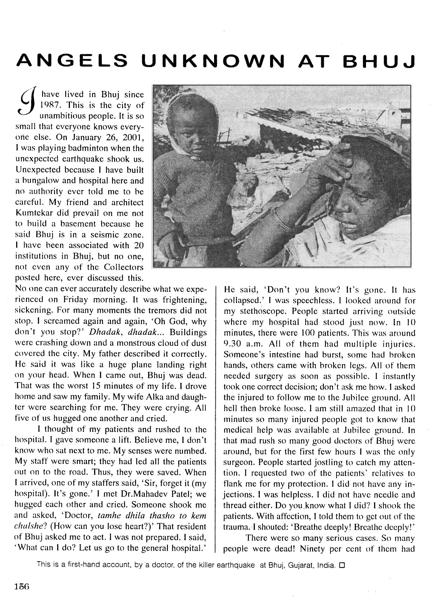 ANGELS UNKNOWN AT BHUJ
I have lived in Bhuj since
1987. This is the city of
unambitious people. It is so
small that everyone knows every-
one else. On January 26, 2001,
I was playing badminton when the
unexpected earthquake shook us.
Unexpected because I have built
a bungalow and hospital here and
no authority ever told me to be
careful. My friend and architect
Kumtekar did prevail on me not
to build a basement because he
said Bhuj is in a seismic zone.
I have been associated with 20
institutions in Bhuj, but no one,
not even any of the Collectors
posted here, ever discussed this.
No one can ever accurately describe what we expe-
rienced on Friday morning. It was frightening,
sickening. For many moments the tremors did not
stop. I screamed again and again, 'Oh God, why
don't you stop?' Dhadak, dhadak... Buildings
were crashing down and a monstrous cloud of dust
covered the city. My father described it correctly.
He said it was like a huge plane landing right
on your head. When I came out, Bhuj was dead.
That was the worst 15 minutes of my life. I drove
home and saw my family. My wife Alka and daugh-
ter were searching for me. They were crying. All
five of us hugged one another and cried.
I thought of my patients and rushed to the
hospital. I gave someone a lift. Believe me, I don't
know who sat next to me. My senses were numbed.
My staff were smart; they had led all the patients
out on to the road. Thus, they were saved. When
I arrived, one of my staffers said, 'Sir, forget it (my
hospital). It's gone.' I met Dr.Mahadev Patel; we
hugged each other and cried. Someone shook me
and asked, 'Doctor, tamhe dhila thasho to kem
chalshe? (How can you lose heart?)' That resident
of Bhuj asked me to act. I was not prepared. I said,
'What can I do? Let us go to the general hospital.'
He said, 'Don't you know? It's gone. It has
collapsed.' I was speechless. I looked around for
my stethoscope. People started arriving outside
where my hospital had stood just now. In 10
minutes, there were 100 patients. This was around
9.30 a.m. All of them had multiple injuries.
Someone's intestine had burst, some had broken
hands, others came with broken legs. All of them
needed surgery as soon as possible. I instantly
took one correct decision; don't ask me how. I asked
the injured to follow me to the Jubilee ground. All
hell then broke loose. I am still amazed that in 10
minutes so many injured people got to know that
medical help was available at Jubilee ground. In
that mad rush so many good doctors of Bhuj were
around, but for the first few hours I was the only
surgeon. People started jostling to catch my atten-
tion. I requested two of the patients' relatives to
flank me for my protection. I did not have any in-
jections. I was helpless. I did not have needle and
thread either. Do you know what I did? I shook the
patients. With affection, I told them to get out of the
trauma. I shouted: 'Breathe deeply! Breathe deeply!'
There were so many serious cases. So many
people were dead! Ninety per cent of them had
This is a first-hand account, by a doctor, of the killer earthquake at Bhuj, Gujarat, India.
156